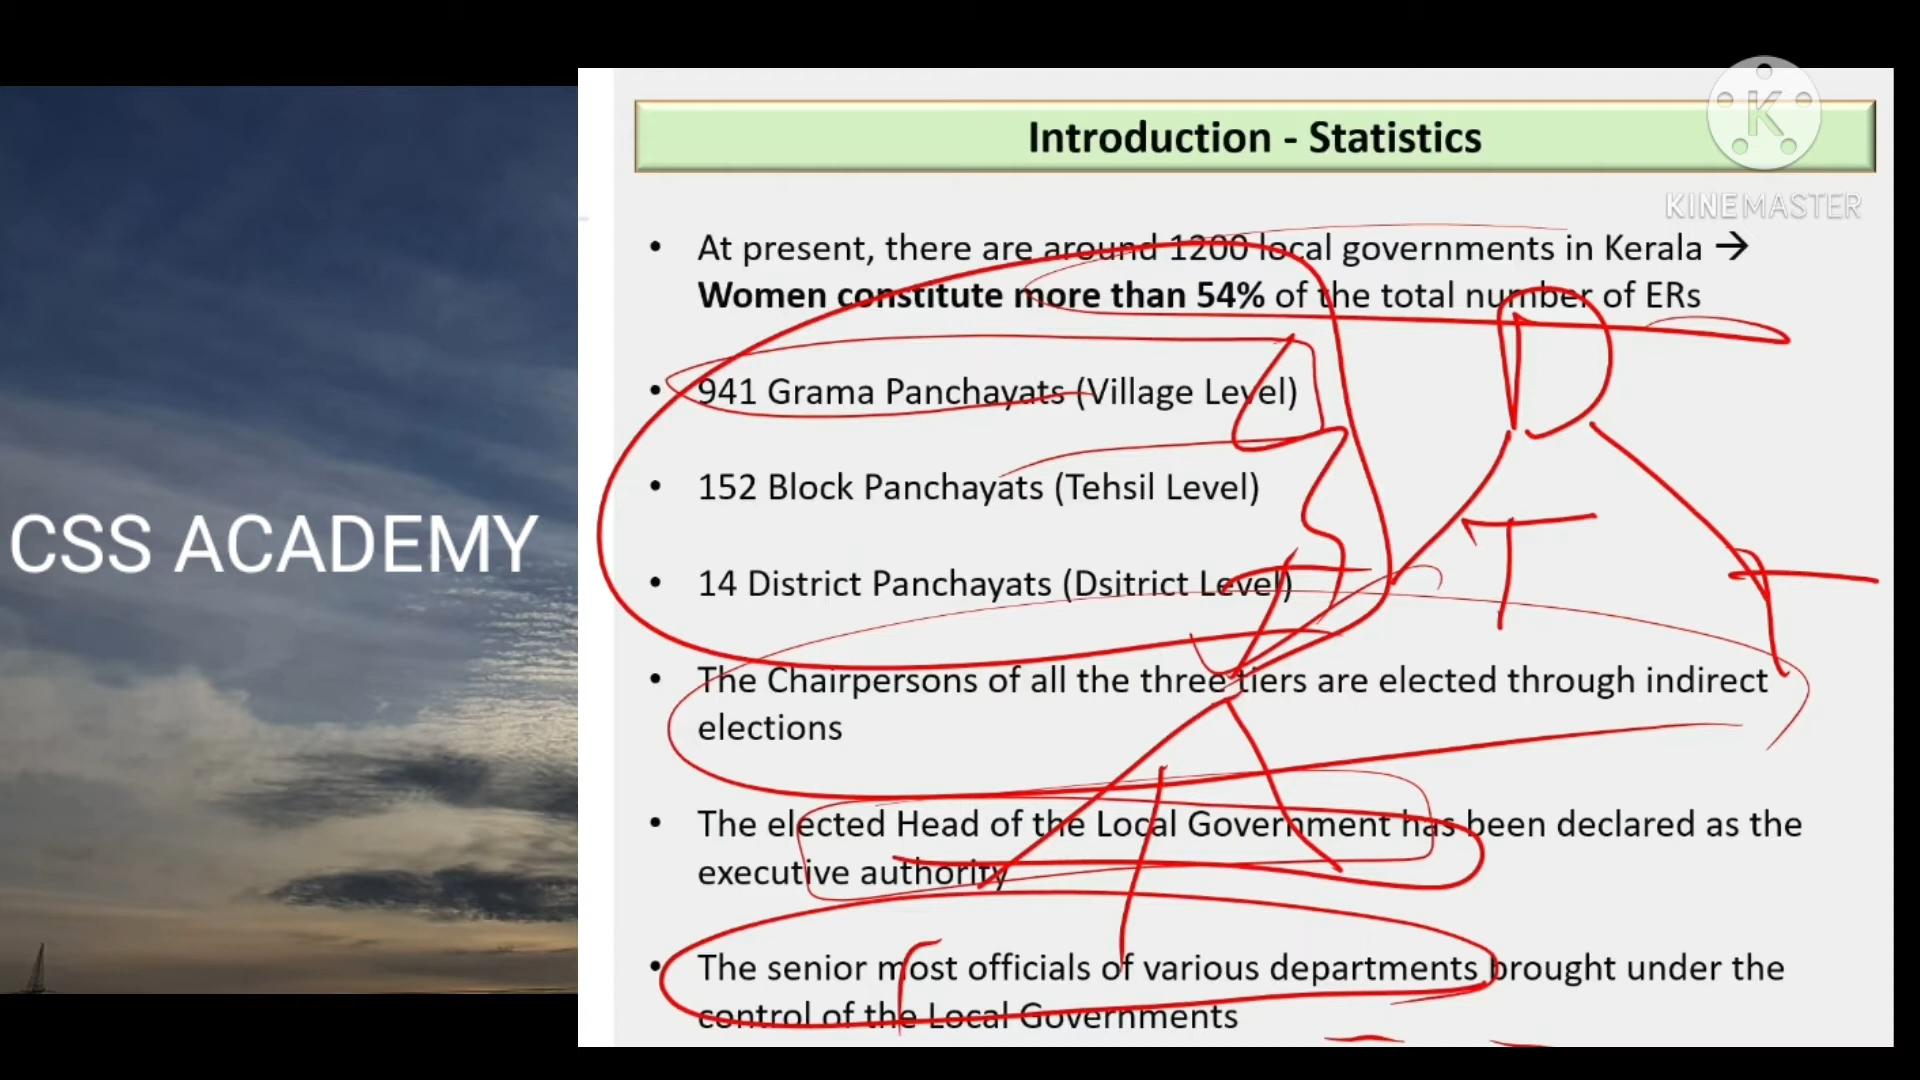 CSS ACADEMY
K
KINEMASTER
Introduction - Statistics
• At present, there are around 1200 local governments in Kerala →
Women constitute more than 54% of the total number of ERs
• 941 Grama Panchayats (Village Level)
• 152 Block Panchayats (Tehsil Level)
• 14 District Panchayats (Dsitrict Level)
• The Chairpersons of all the three tiers are elected through indirect
elections
• The elected Head of the Local Government has been declared as the
executive authority
• The senior most officials of various departments brought under the
control of the Local Governments